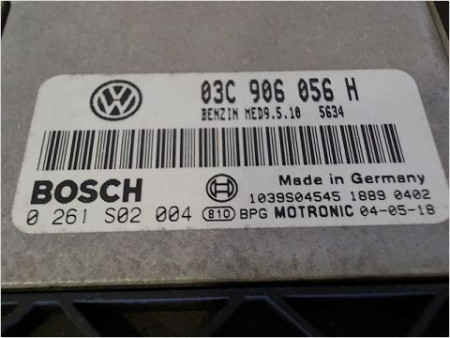 03C 906 056 H
BENZIN MED9.5.10 5634
Made in Germany
BOSCH
1039S04545 1889 0402
0 261 S02 004 810 BPG MOTRONIC 04-05-18